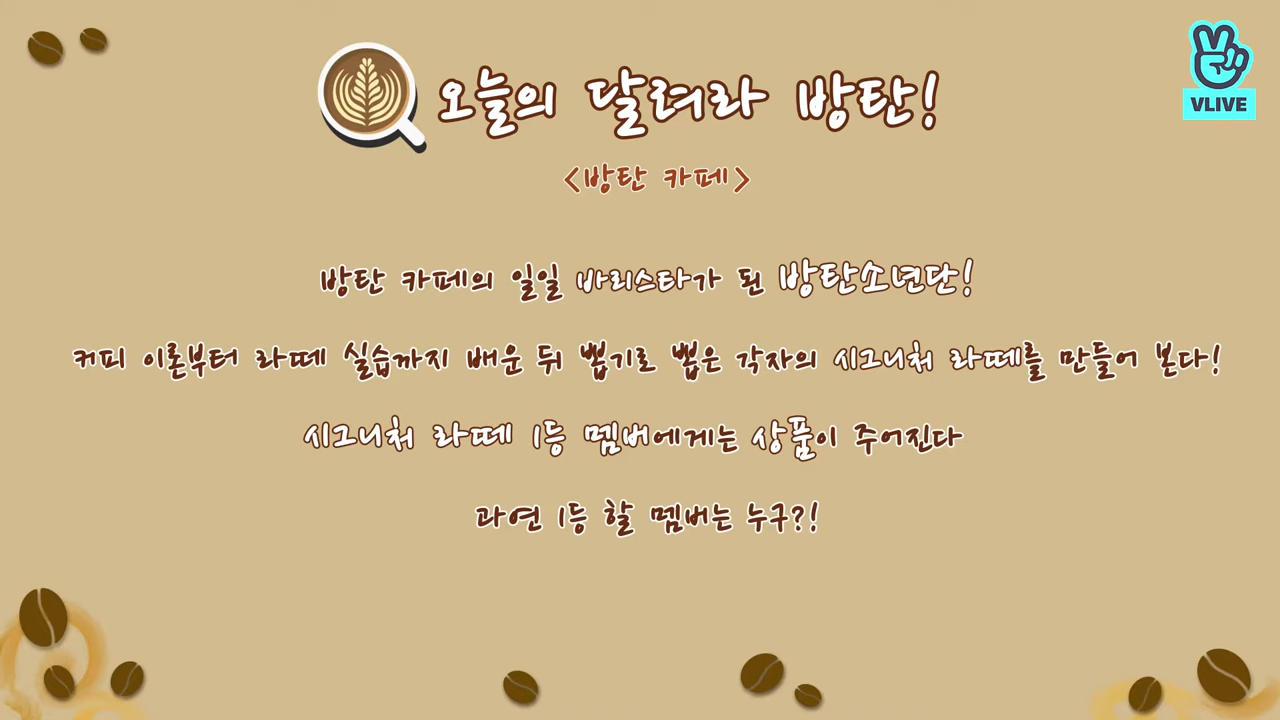 오늘의 달려라 방탄!
VLIVE
<방탄 카페>
방탄 카페의 일일 바리스타가 된 방탄소년단!
커피 이론부터 라떼 실습까지 배운 뒤 뽑기로 뽑은 각자의 시그니처 라떼를 만들어 본다!
시그니처 라떼 1등 멤버에게는 상품이 주어진다
과연 1등 할 멤버는 누구?!